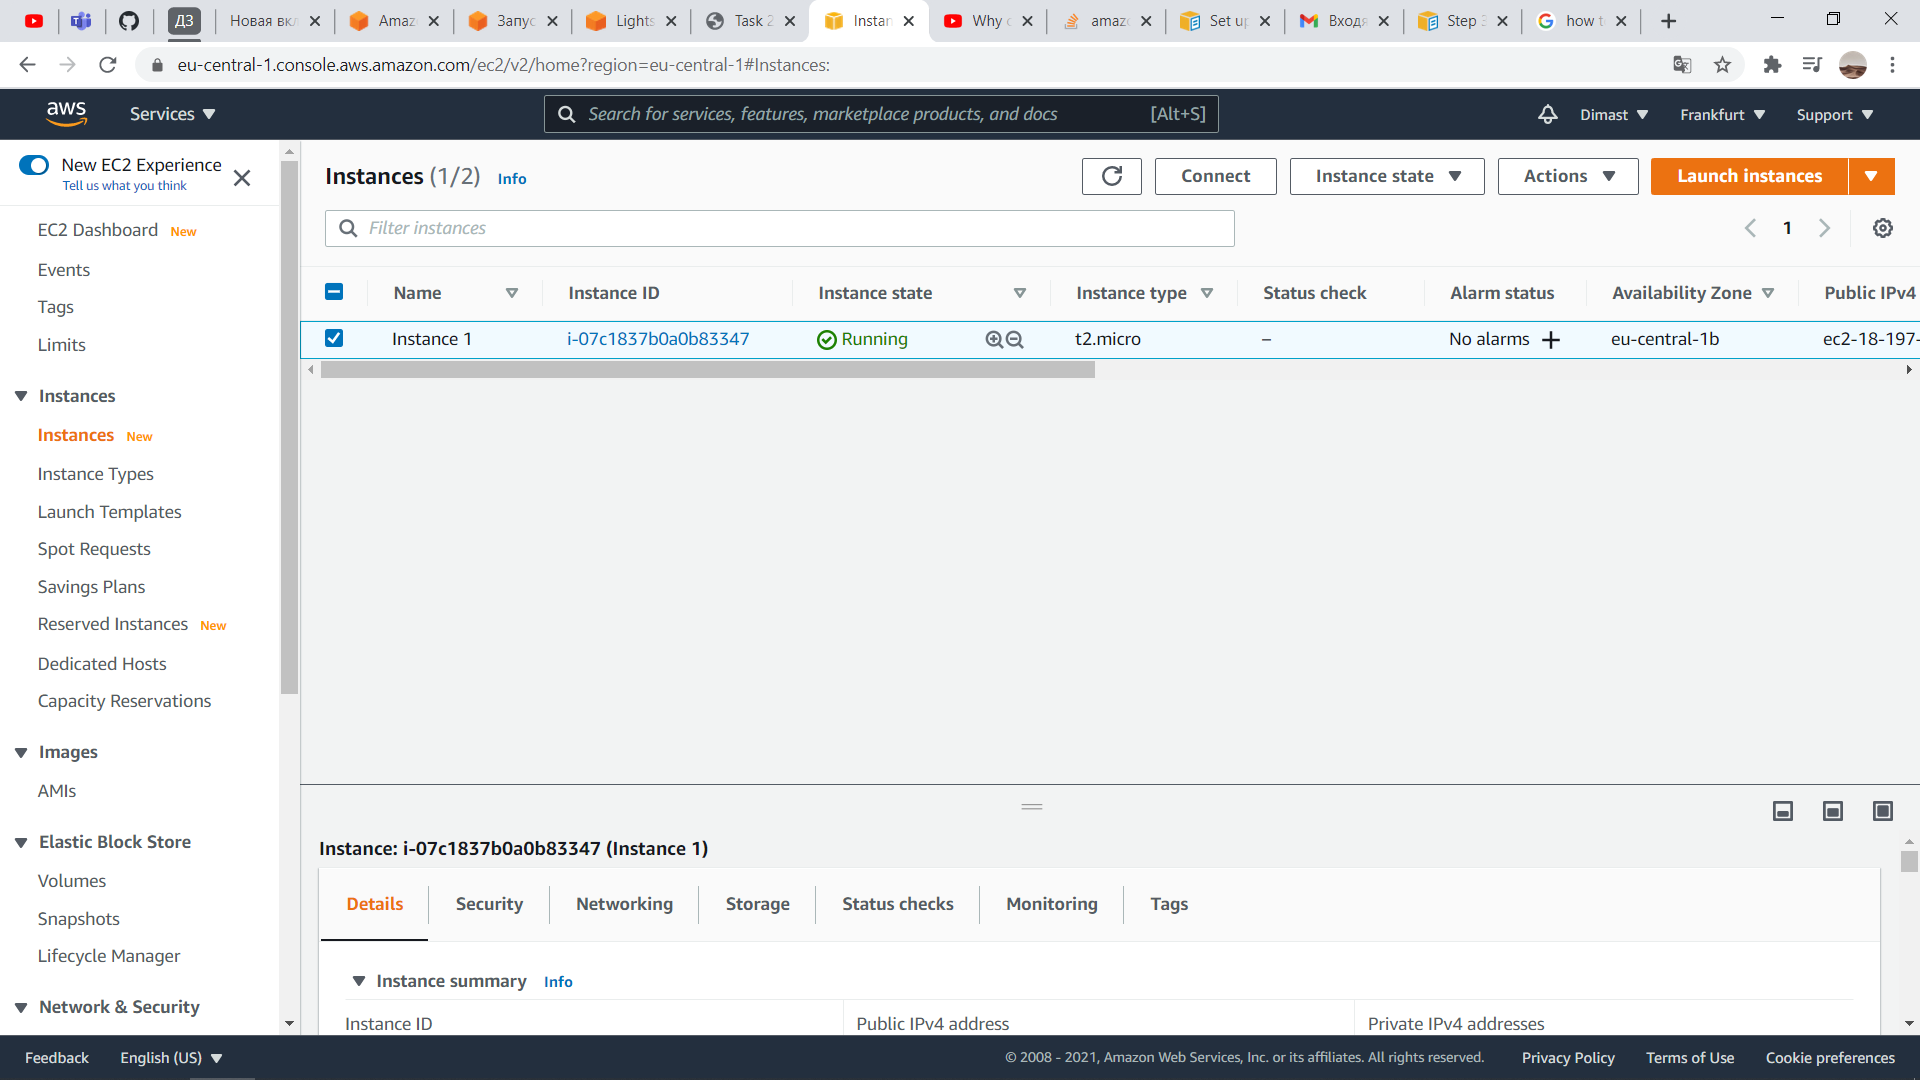 ДЗ
Новая вкл
Amaz
Запус
Lights
Task 2
Instan
Why c
amazo
Set up
Входя
Step 3
how t
eu-central-1.console.aws.amazon.com/ec2/v2/home?region=eu-central-1#Instances:
aws
Services
Search for services, features, marketplace products, and docs
[Alt+S]
Dimast
Frankfurt
Support
New EC2 Experience
Tell us what you think
EC2 Dashboard New
Events
Tags
Limits
Instances
Instances New
Instance Types
Launch Templates
Spot Requests
Savings Plans
Reserved Instances New
Dedicated Hosts
Capacity Reservations
Images
AMIs
Elastic Block Store
Volumes
Snapshots
Lifecycle Manager
Network & Security
Instances (1/2) Info
Connect
Instance state
Actions
Launch instances
Filter instances
1
Name Instance ID Instance state Instance type Status check Alarm status Availability Zone Public IPv4
Instance 1 i-07c1837b0a0b83347 Running t2.micro – No alarms + eu-central-1b ec2-18-197-
Instance: i-07c1837b0a0b83347 (Instance 1)
Details Security Networking Storage Status checks Monitoring Tags
Instance summary Info
Instance ID
Public IPv4 address
Private IPv4 addresses
Feedback
English (US)
© 2008 - 2021, Amazon Web Services, Inc. or its affiliates. All rights reserved.
Privacy Policy
Terms of Use
Cookie preferences